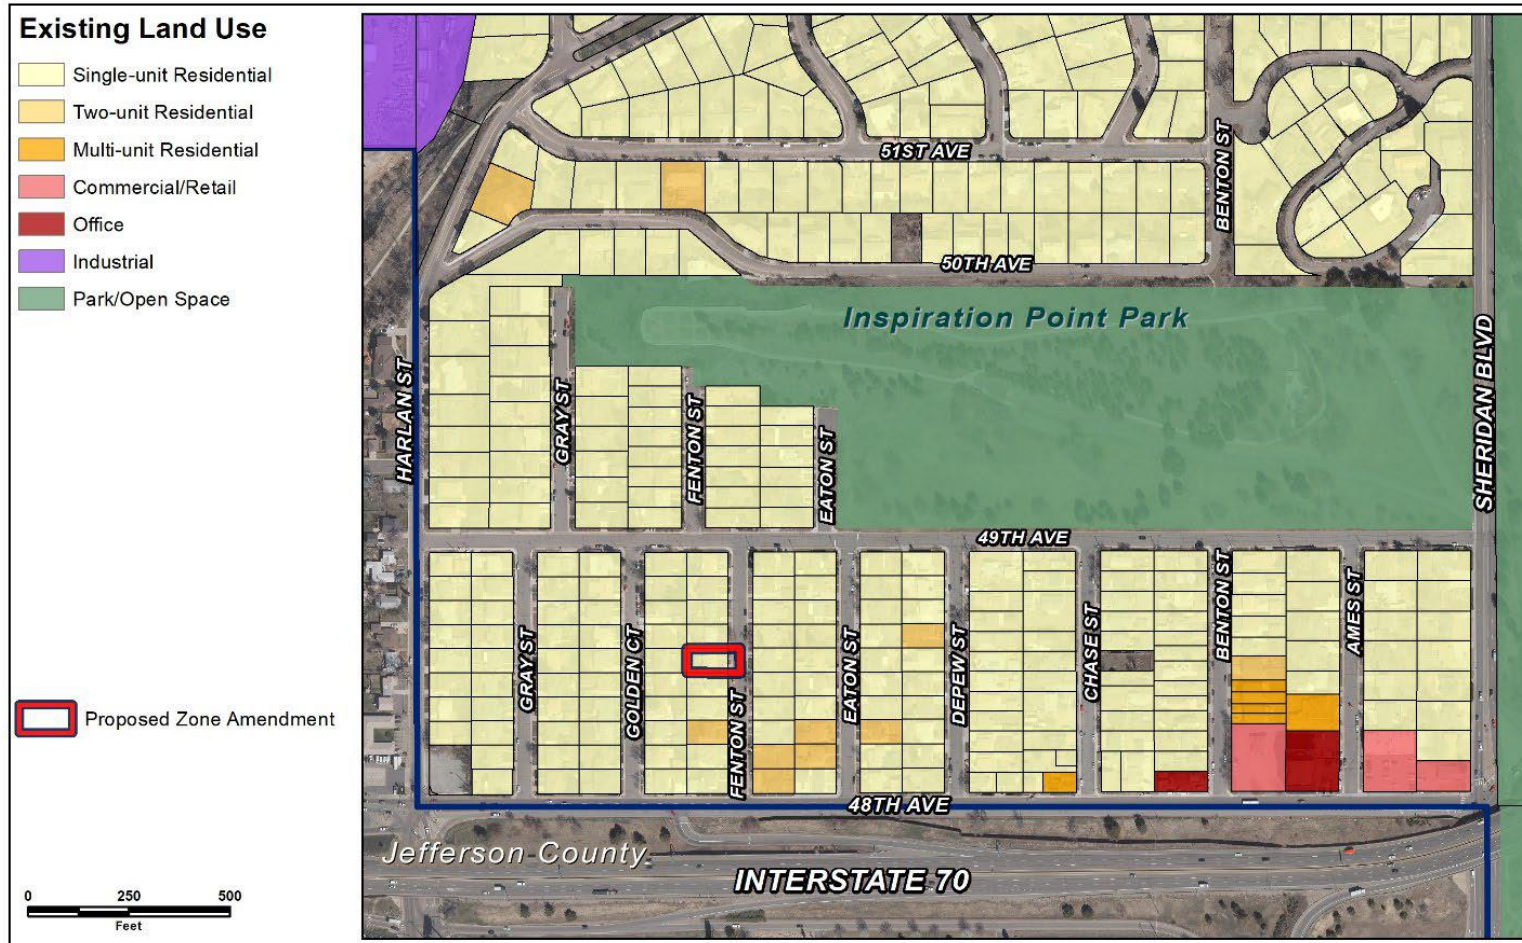 Existing Land Use
Single-unit Residential
Two-unit Residential
Multi-unit Residential
Commercial/Retail
Office
Industrial
Park/Open Space
Proposed Zone Amendment
0 250 500
Feet
51ST AVE
BENTON ST
50TH AVE
Inspiration Point Park
HARLAN ST
GRAY ST
FENTON ST
EATON ST
SHERIDAN BLVD
49TH AVE
GRAY ST
GOLDEN CT
FENTON ST
EATON ST
DEPEW ST
CHASE ST
BENTON ST
AMES ST
48TH AVE
Jefferson County
INTERSTATE 70